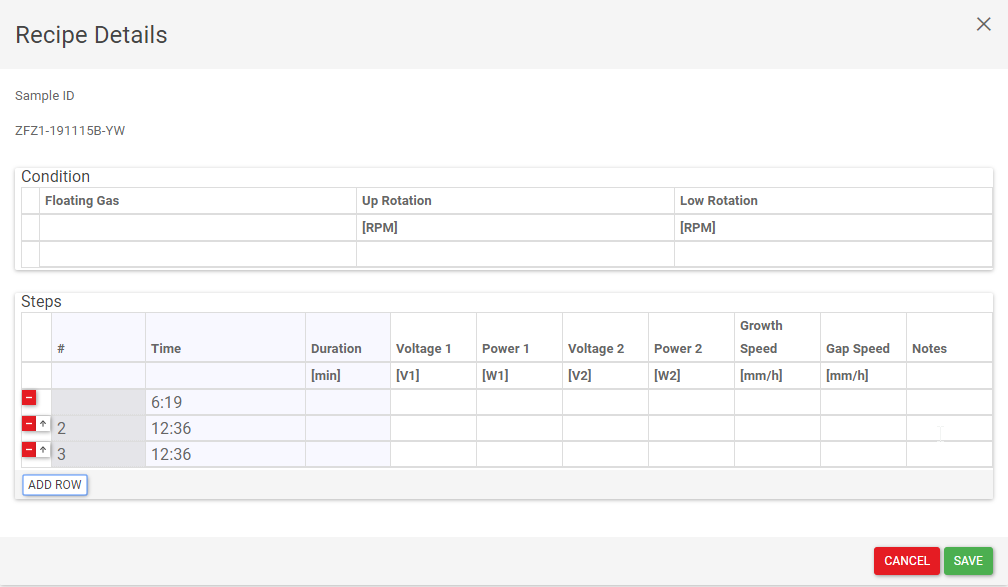 Recipe Details
Sample ID
ZFZ1-191115B-YW
Condition
Floating Gas Up Rotation Low Rotation
[RPM] [RPM]
Steps
# Time Duration Voltage 1 Power 1 Voltage 2 Power 2 Growth Speed Gap Speed Notes
[min] [V1] [W1] [V2] [W2] [mm/h] [mm/h]
6:19
2 12:36
3 12:36
ADD ROW
CANCEL SAVE